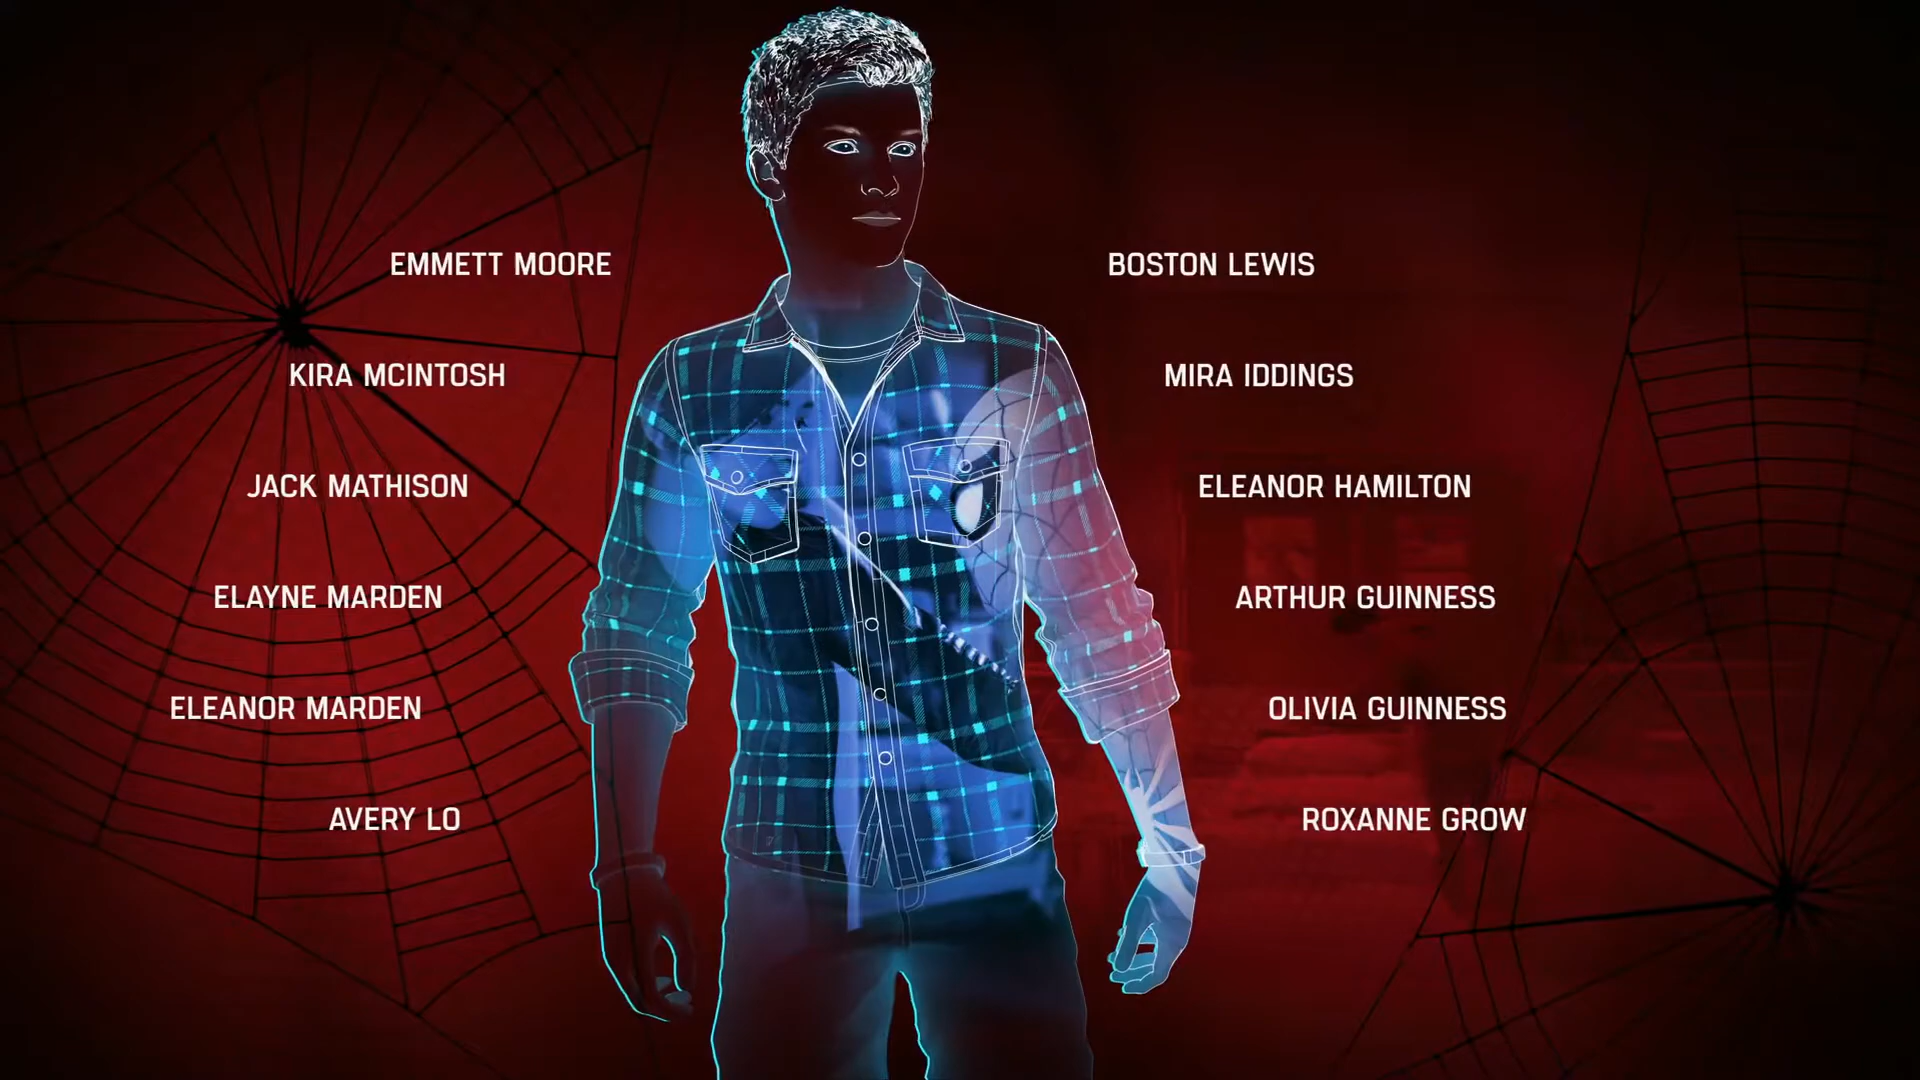 EMMETT MOORE
KIRA MCINTOSH
JACK MATHISON
ELAYNE MARDEN
ELEANOR MARDEN
AVERY LO
BOSTON LEWIS
MIRA IDDINGS
ELEANOR HAMILTON
ARTHUR GUINNESS
OLIVIA GUINNESS
ROXANNE GROW